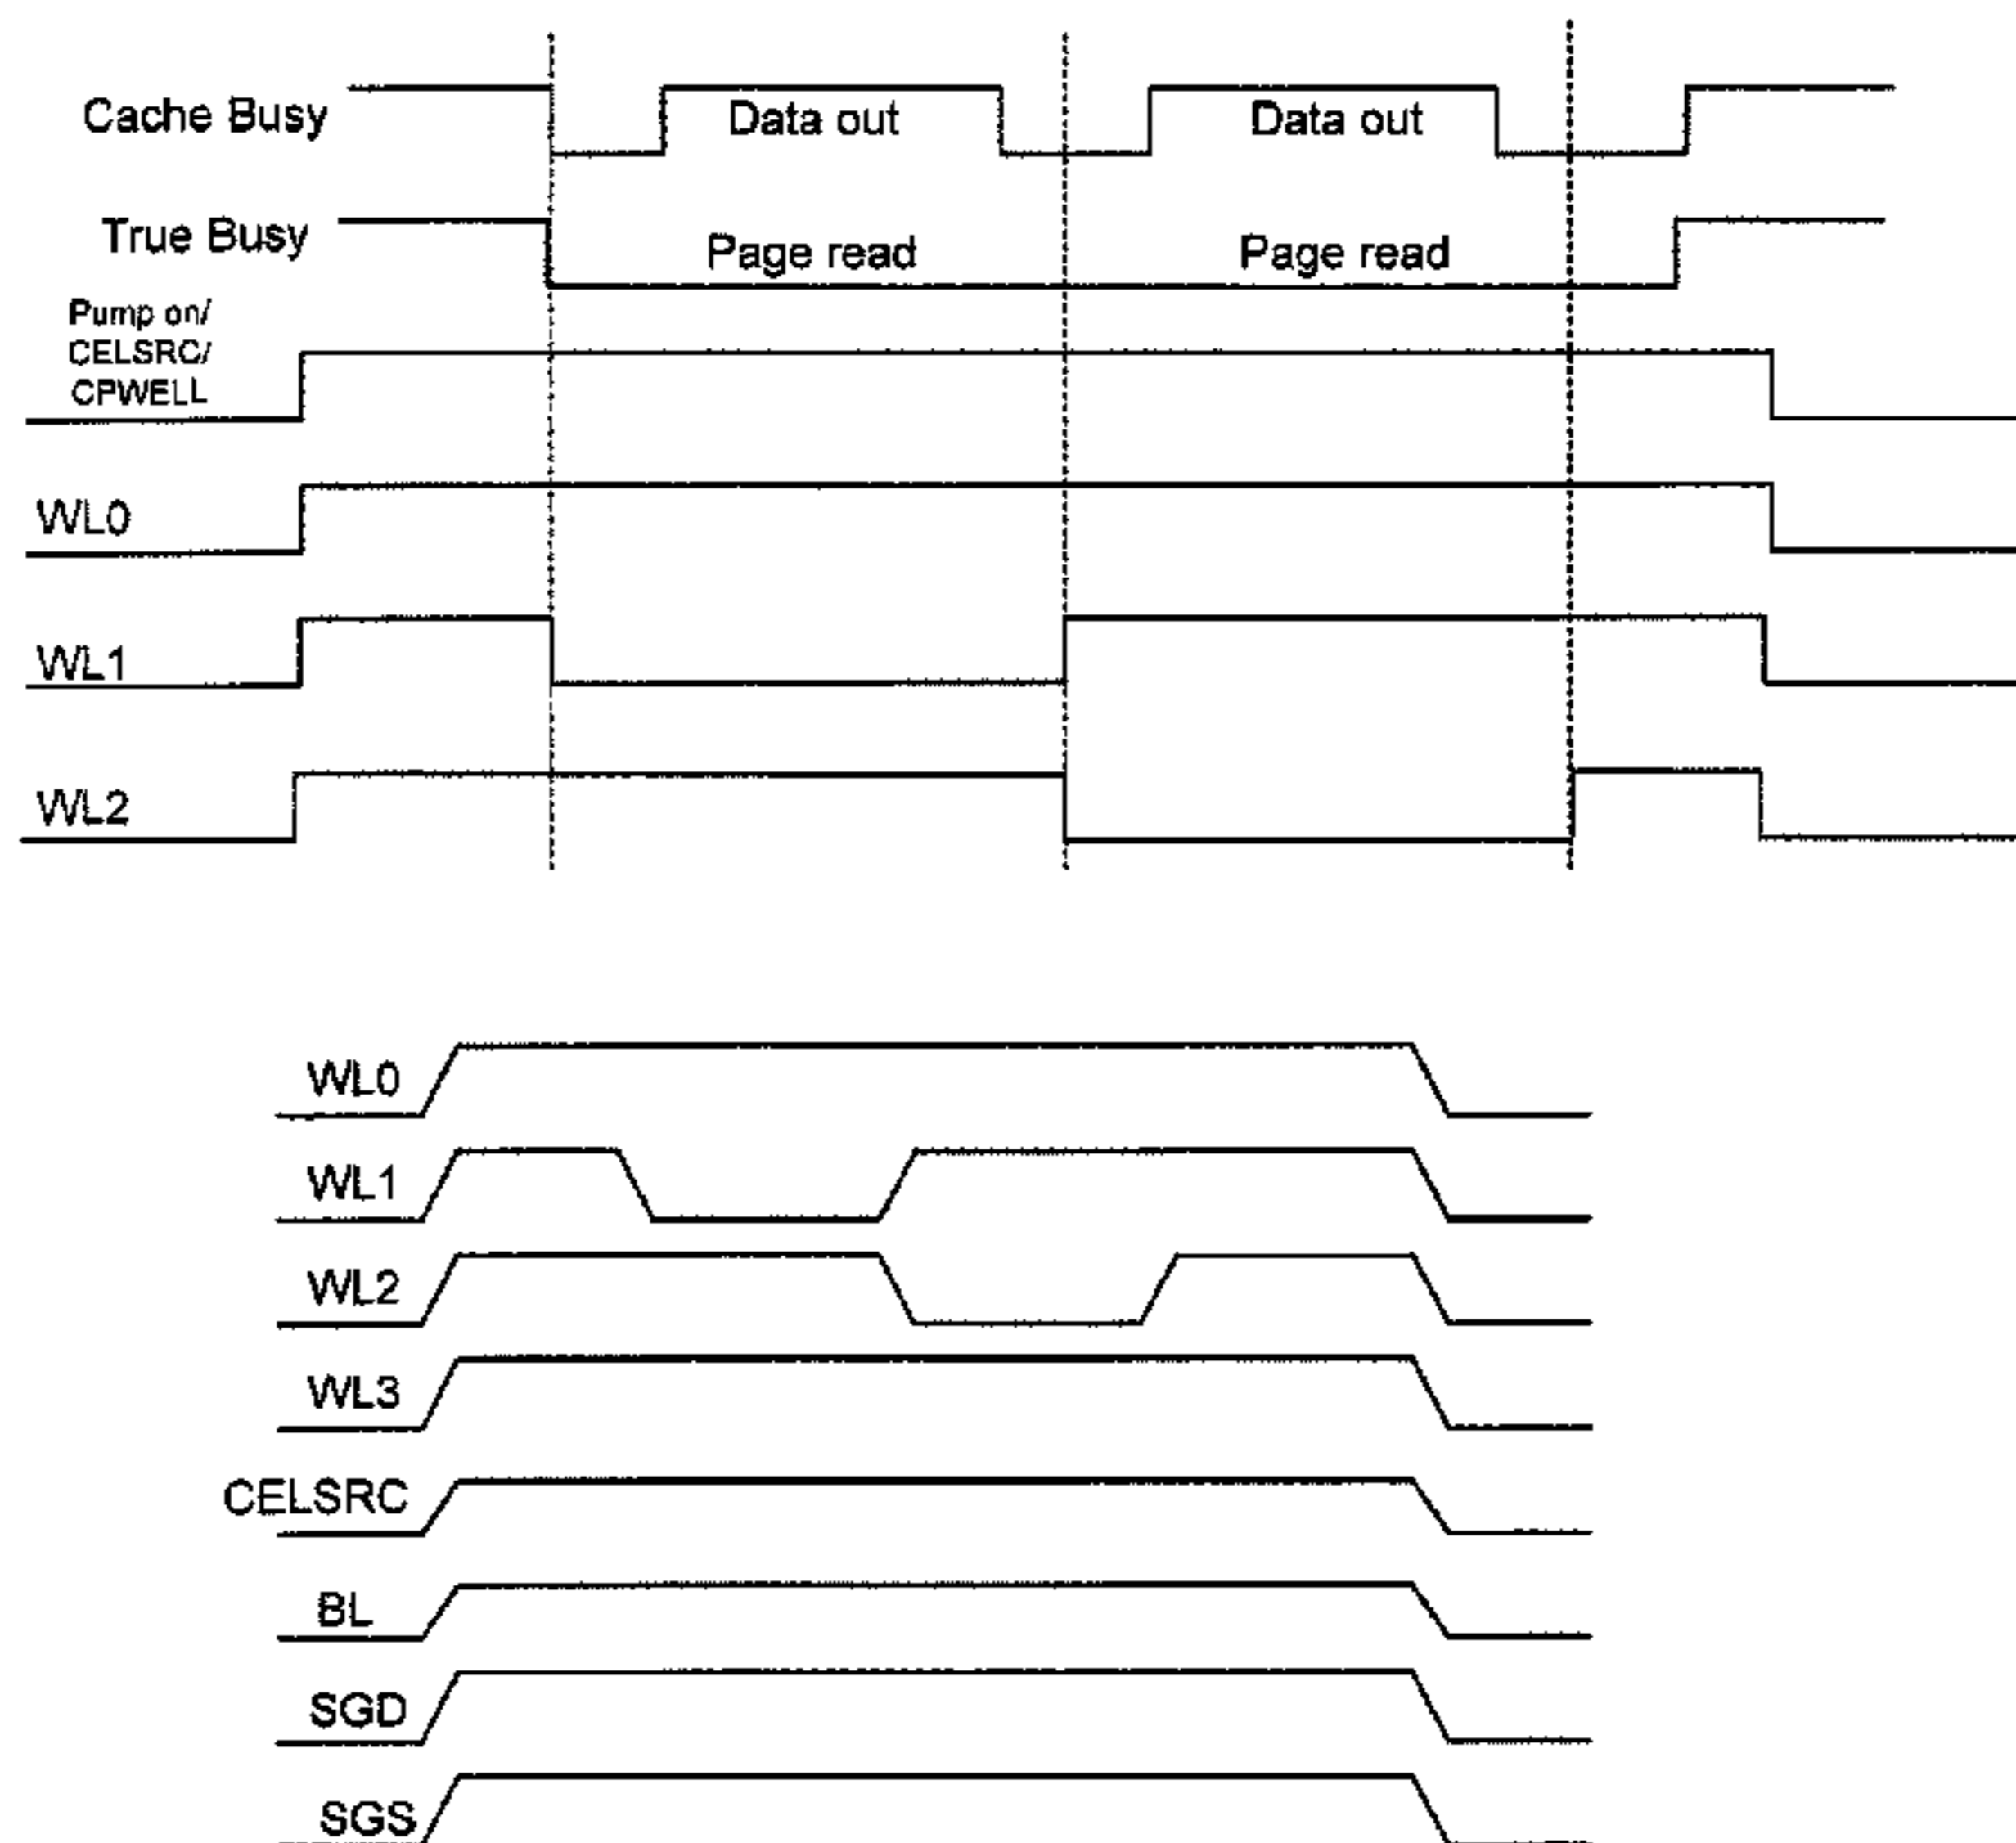 Cache Busy
Data out
Data out
True Busy
Page read
Page read
Pump on/
CELSRC/
CPWELL
WL0
WL1
WL2
WL0
WL1
WL2
WL3
CELSRC
BL
SGD
SGS